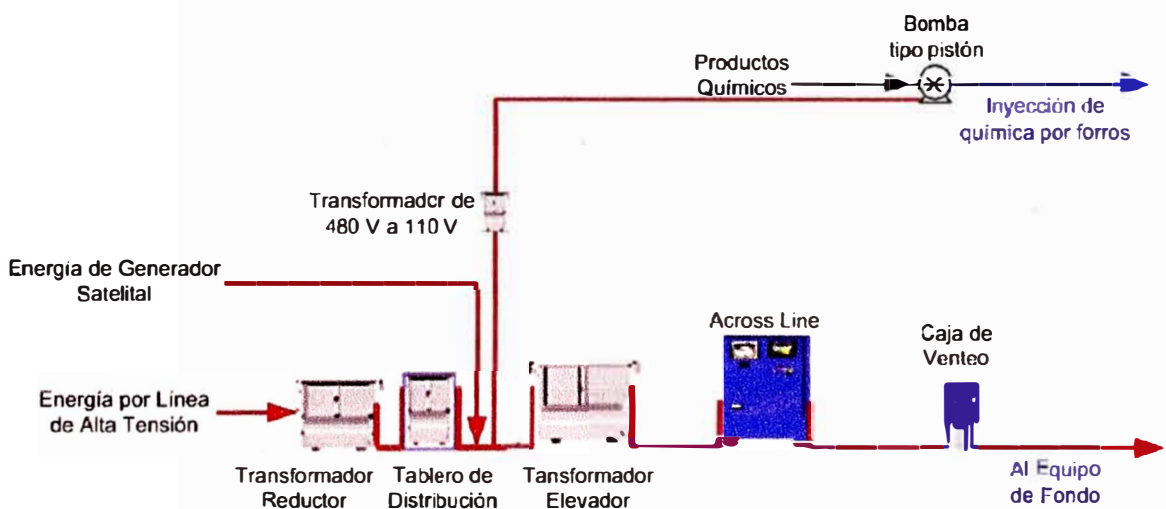 Bomba
tipo pistón
Productos
Químicos
Inyección de
química por forros
Transformador de
480 V a 110 V
Energía de Generador
Satelital
Across Line
Caja de
Venteo
Energía por Línea
de Alta Tensión
Transformador
Reductor
Tablero de
Distribución
Tansformador
Elevador
Al Equipo
de Fondo